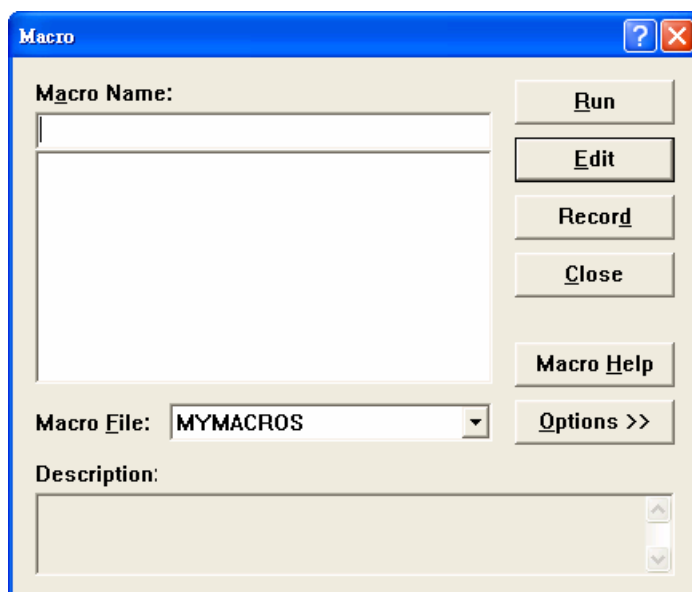 Macro
Macro Name:
Run
Edit
Record
Close
Macro Help
Macro File: MYMACROS
Options >>
Description: